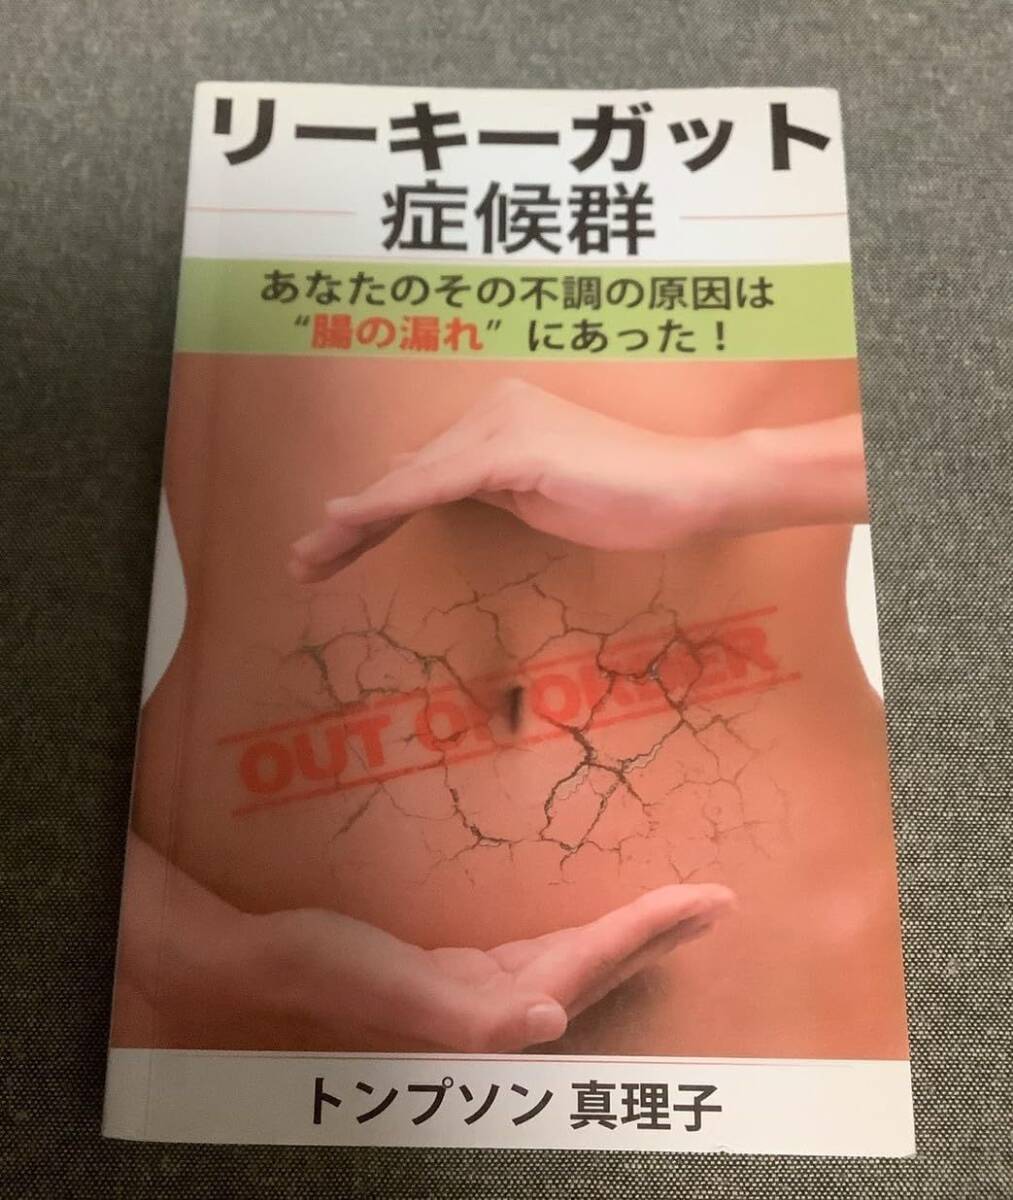 リーキーガット
症候群
あなたのその不調の原因は
“腸の漏れ”にあった！
OUT OF ORDER
トンプソン 真理子